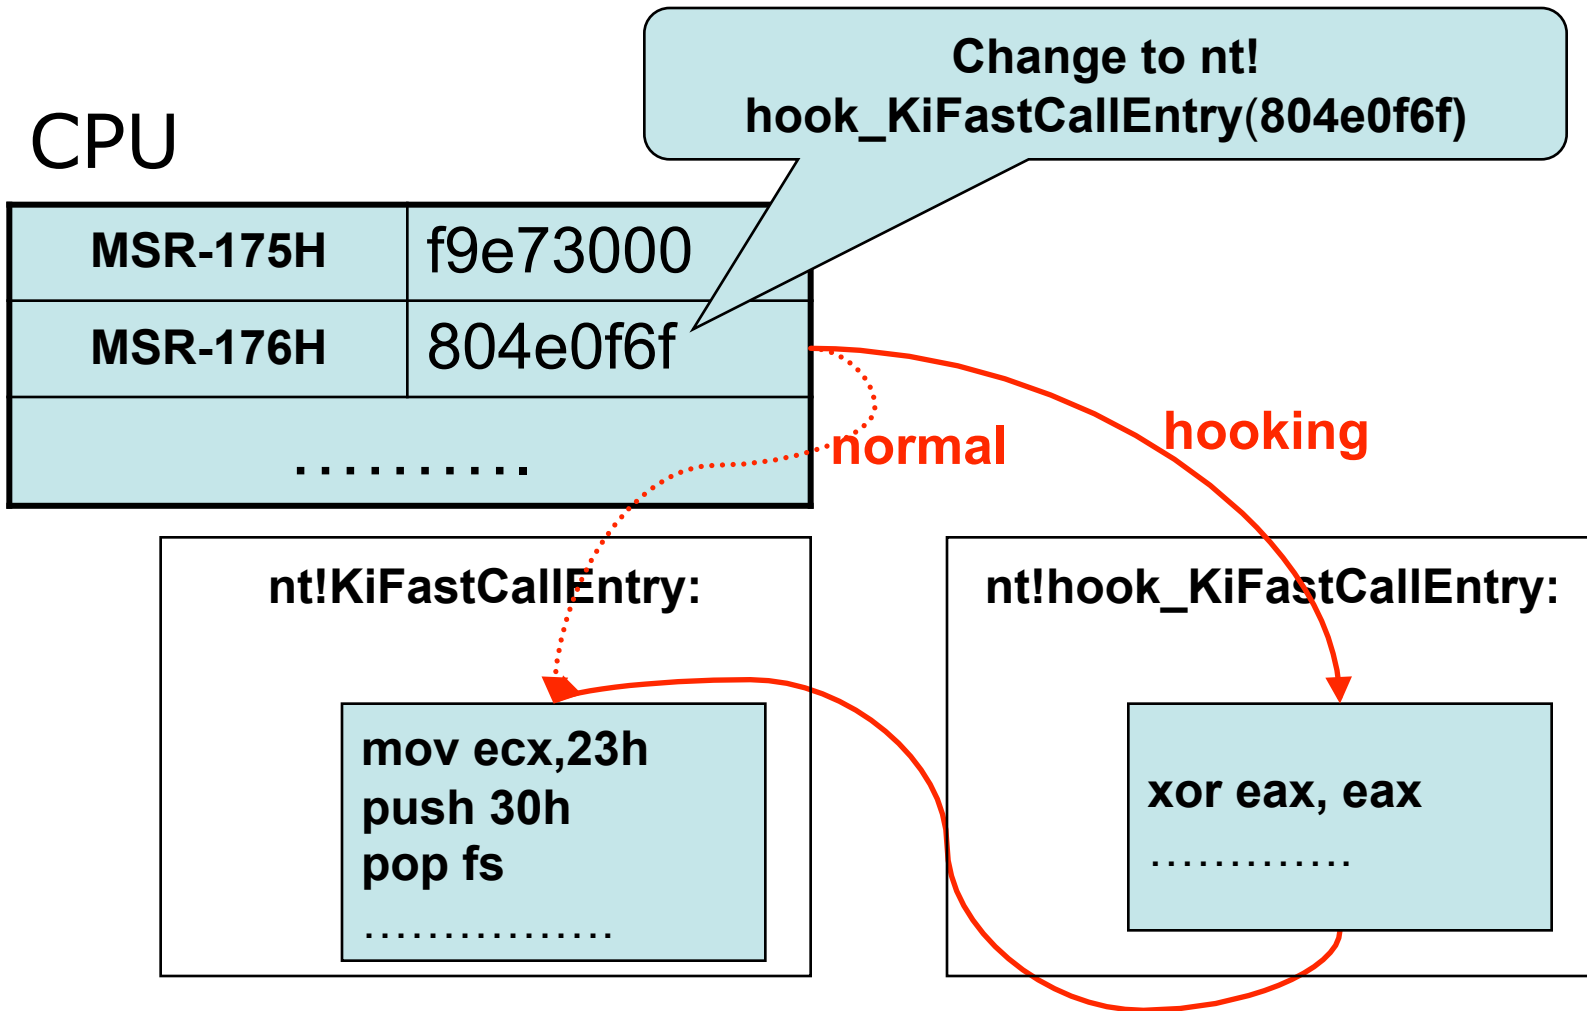 Change to nt!
hook_KiFastCallEntry(804e0f6f)
CPU
MSR-175H f9e73000
MSR-176H 804e0f6f
..........
normal
hooking
nt!KiFastCallEntry:
nt!hook_KiFastCallEntry:
mov ecx,23h
push 30h
pop fs
................
xor eax, eax
.............